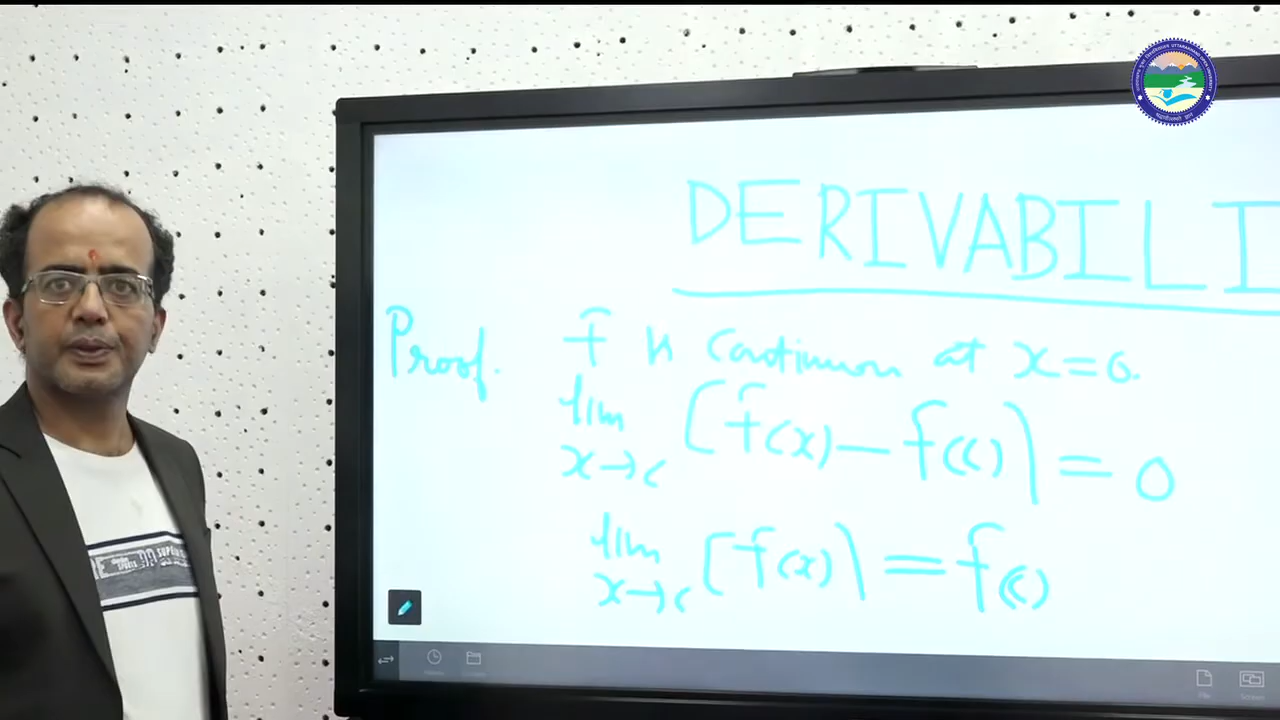 DERIVABILI
Proof. f is continuous at x=c.
lim [f(x) - f(c)] = 0
x→c
lim [f(x)] = f(c)
x→c